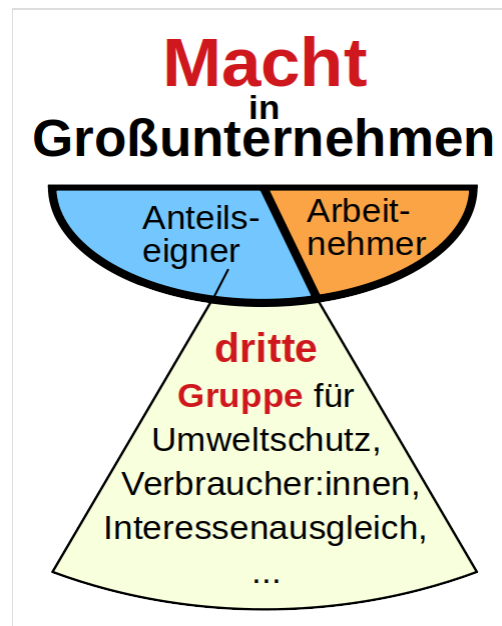 Macht
in
Großunternehmen
Anteils-
eigner
Arbeit-
nehmer
dritte
Gruppe für
Umweltschutz,
Verbraucher:innen,
Interessenausgleich,
...